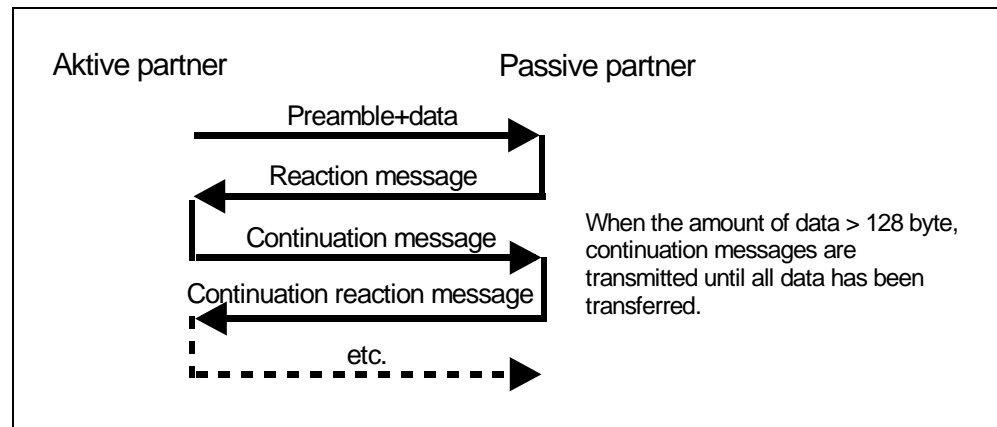 Aktive partner
Passive partner
Preamble+data
Reaction message
Continuation message
Continuation reaction message
etc.
When the amount of data > 128 byte,
continuation messages are
transmitted until all data has been
transferred.